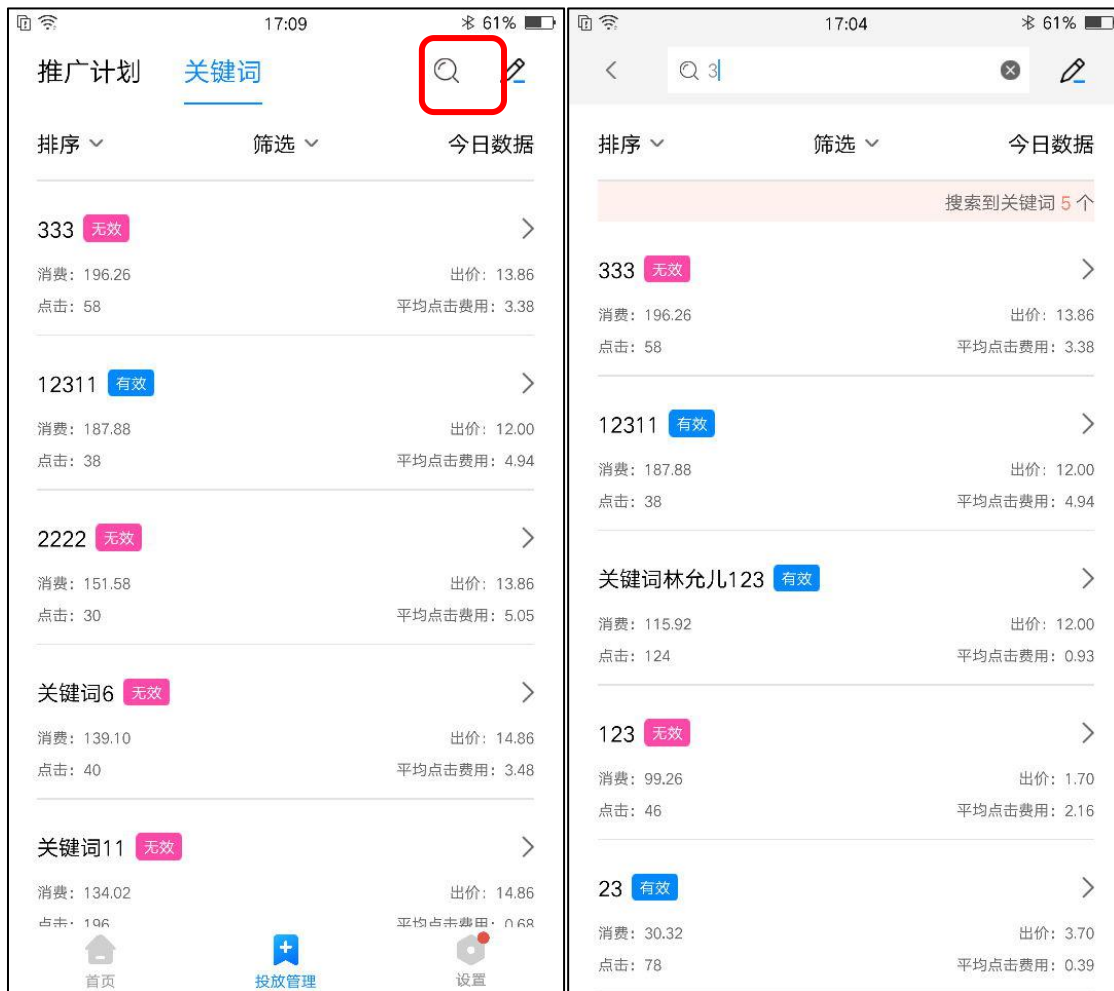 17:09
61%
推广计划 关键词
排序 筛选 今日数据
333 无效
消费: 196.26 出价: 13.86
点击: 58 平均点击费用: 3.38
12311 有效
消费: 187.88 出价: 12.00
点击: 38 平均点击费用: 4.94
2222 无效
消费: 151.58 出价: 13.86
点击: 30 平均点击费用: 5.05
关键词6 无效
消费: 139.10 出价: 14.86
点击: 40 平均点击费用: 3.48
关键词11 无效
消费: 134.02 出价: 14.86
点击: 196 平均点击费用: 0.68
首页 投放管理 设置
17:04
61%
3
排序 筛选 今日数据
搜索到关键词 5 个
333 无效
消费: 196.26 出价: 13.86
点击: 58 平均点击费用: 3.38
12311 有效
消费: 187.88 出价: 12.00
点击: 38 平均点击费用: 4.94
关键词林允儿123 有效
消费: 115.92 出价: 12.00
点击: 124 平均点击费用: 0.93
123 无效
消费: 99.26 出价: 1.70
点击: 46 平均点击费用: 2.16
23 有效
消费: 30.32 出价: 3.70
点击: 78 平均点击费用: 0.39